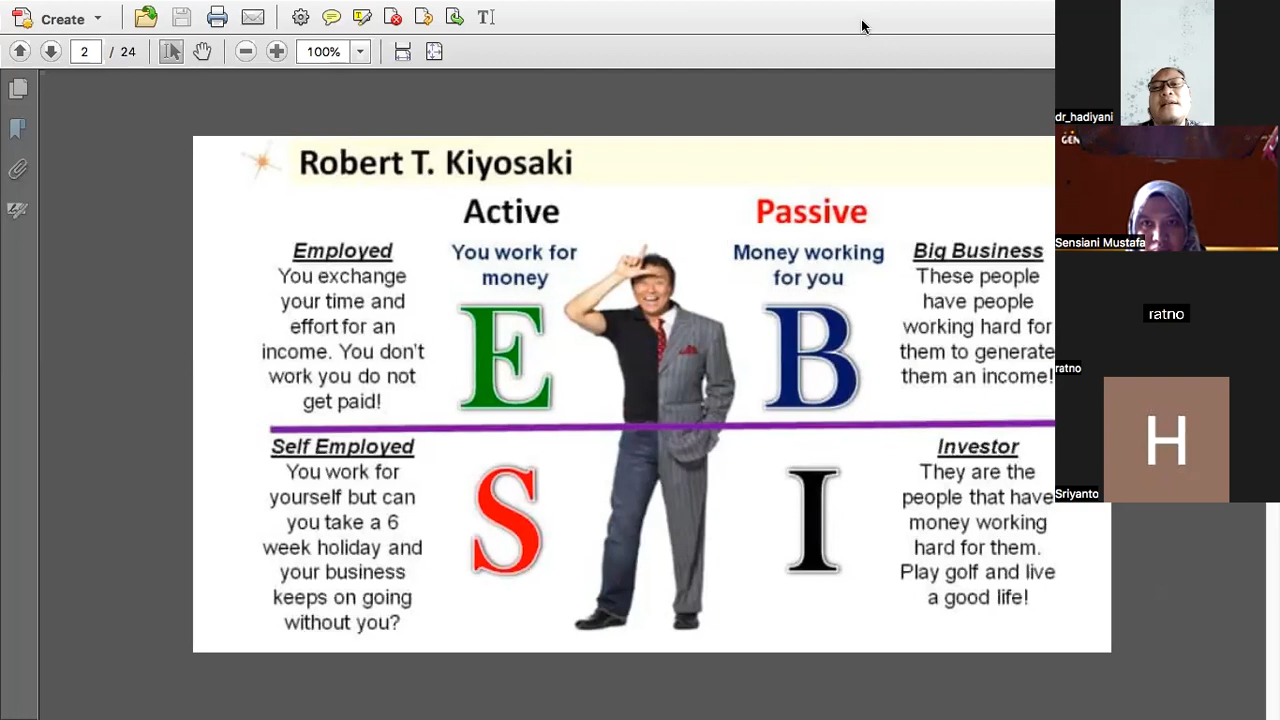 Create
2 / 24
100%
Robert T. Kiyosaki
Active
Passive
Employed
You exchange
your time and
effort for an
income. You don't
work you do not
get paid!
You work for
money
E
Money working
for you
B
Big Business
These people
have people
working hard for
them to generate
them an income!
Self Employed
You work for
yourself but can
you take a 6
week holiday and
your business
keeps on going
without you?
S
I
Investor
They are the
people that have
money working
hard for them.
Play golf and live
a good life!
dr_hadiyani
GEN
Sensiani Mustafa
ratno
ratno
H
Sriyanto